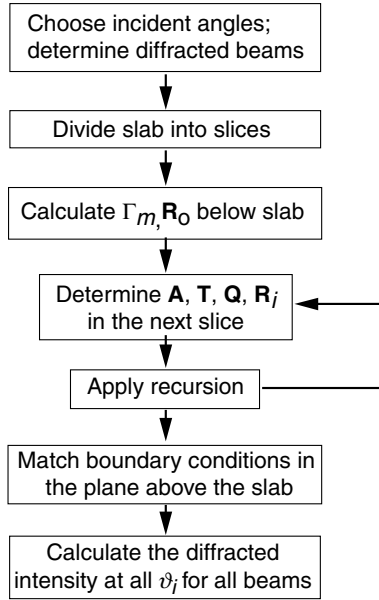 Choose incident angles;
determine diffracted beams
Divide slab into slices
Calculate Γm, Ro below slab
Determine A, T, Q, Ri
in the next slice
Apply recursion
Match boundary conditions in
the plane above the slab
Calculate the diffracted
intensity at all ϑi for all beams